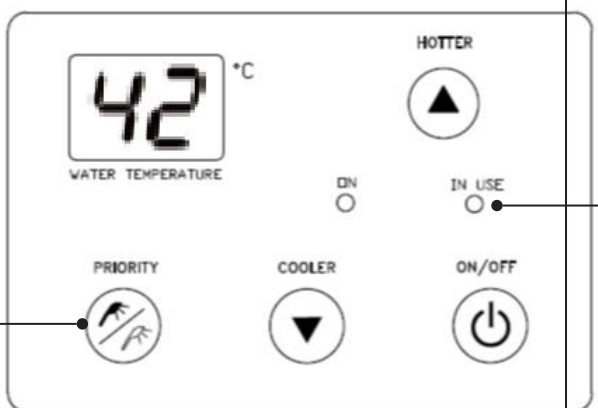 HOTTER
42 °C
WATER TEMPERATURE
ON
IN USE
PRIORITY
COOLER
ON/OFF